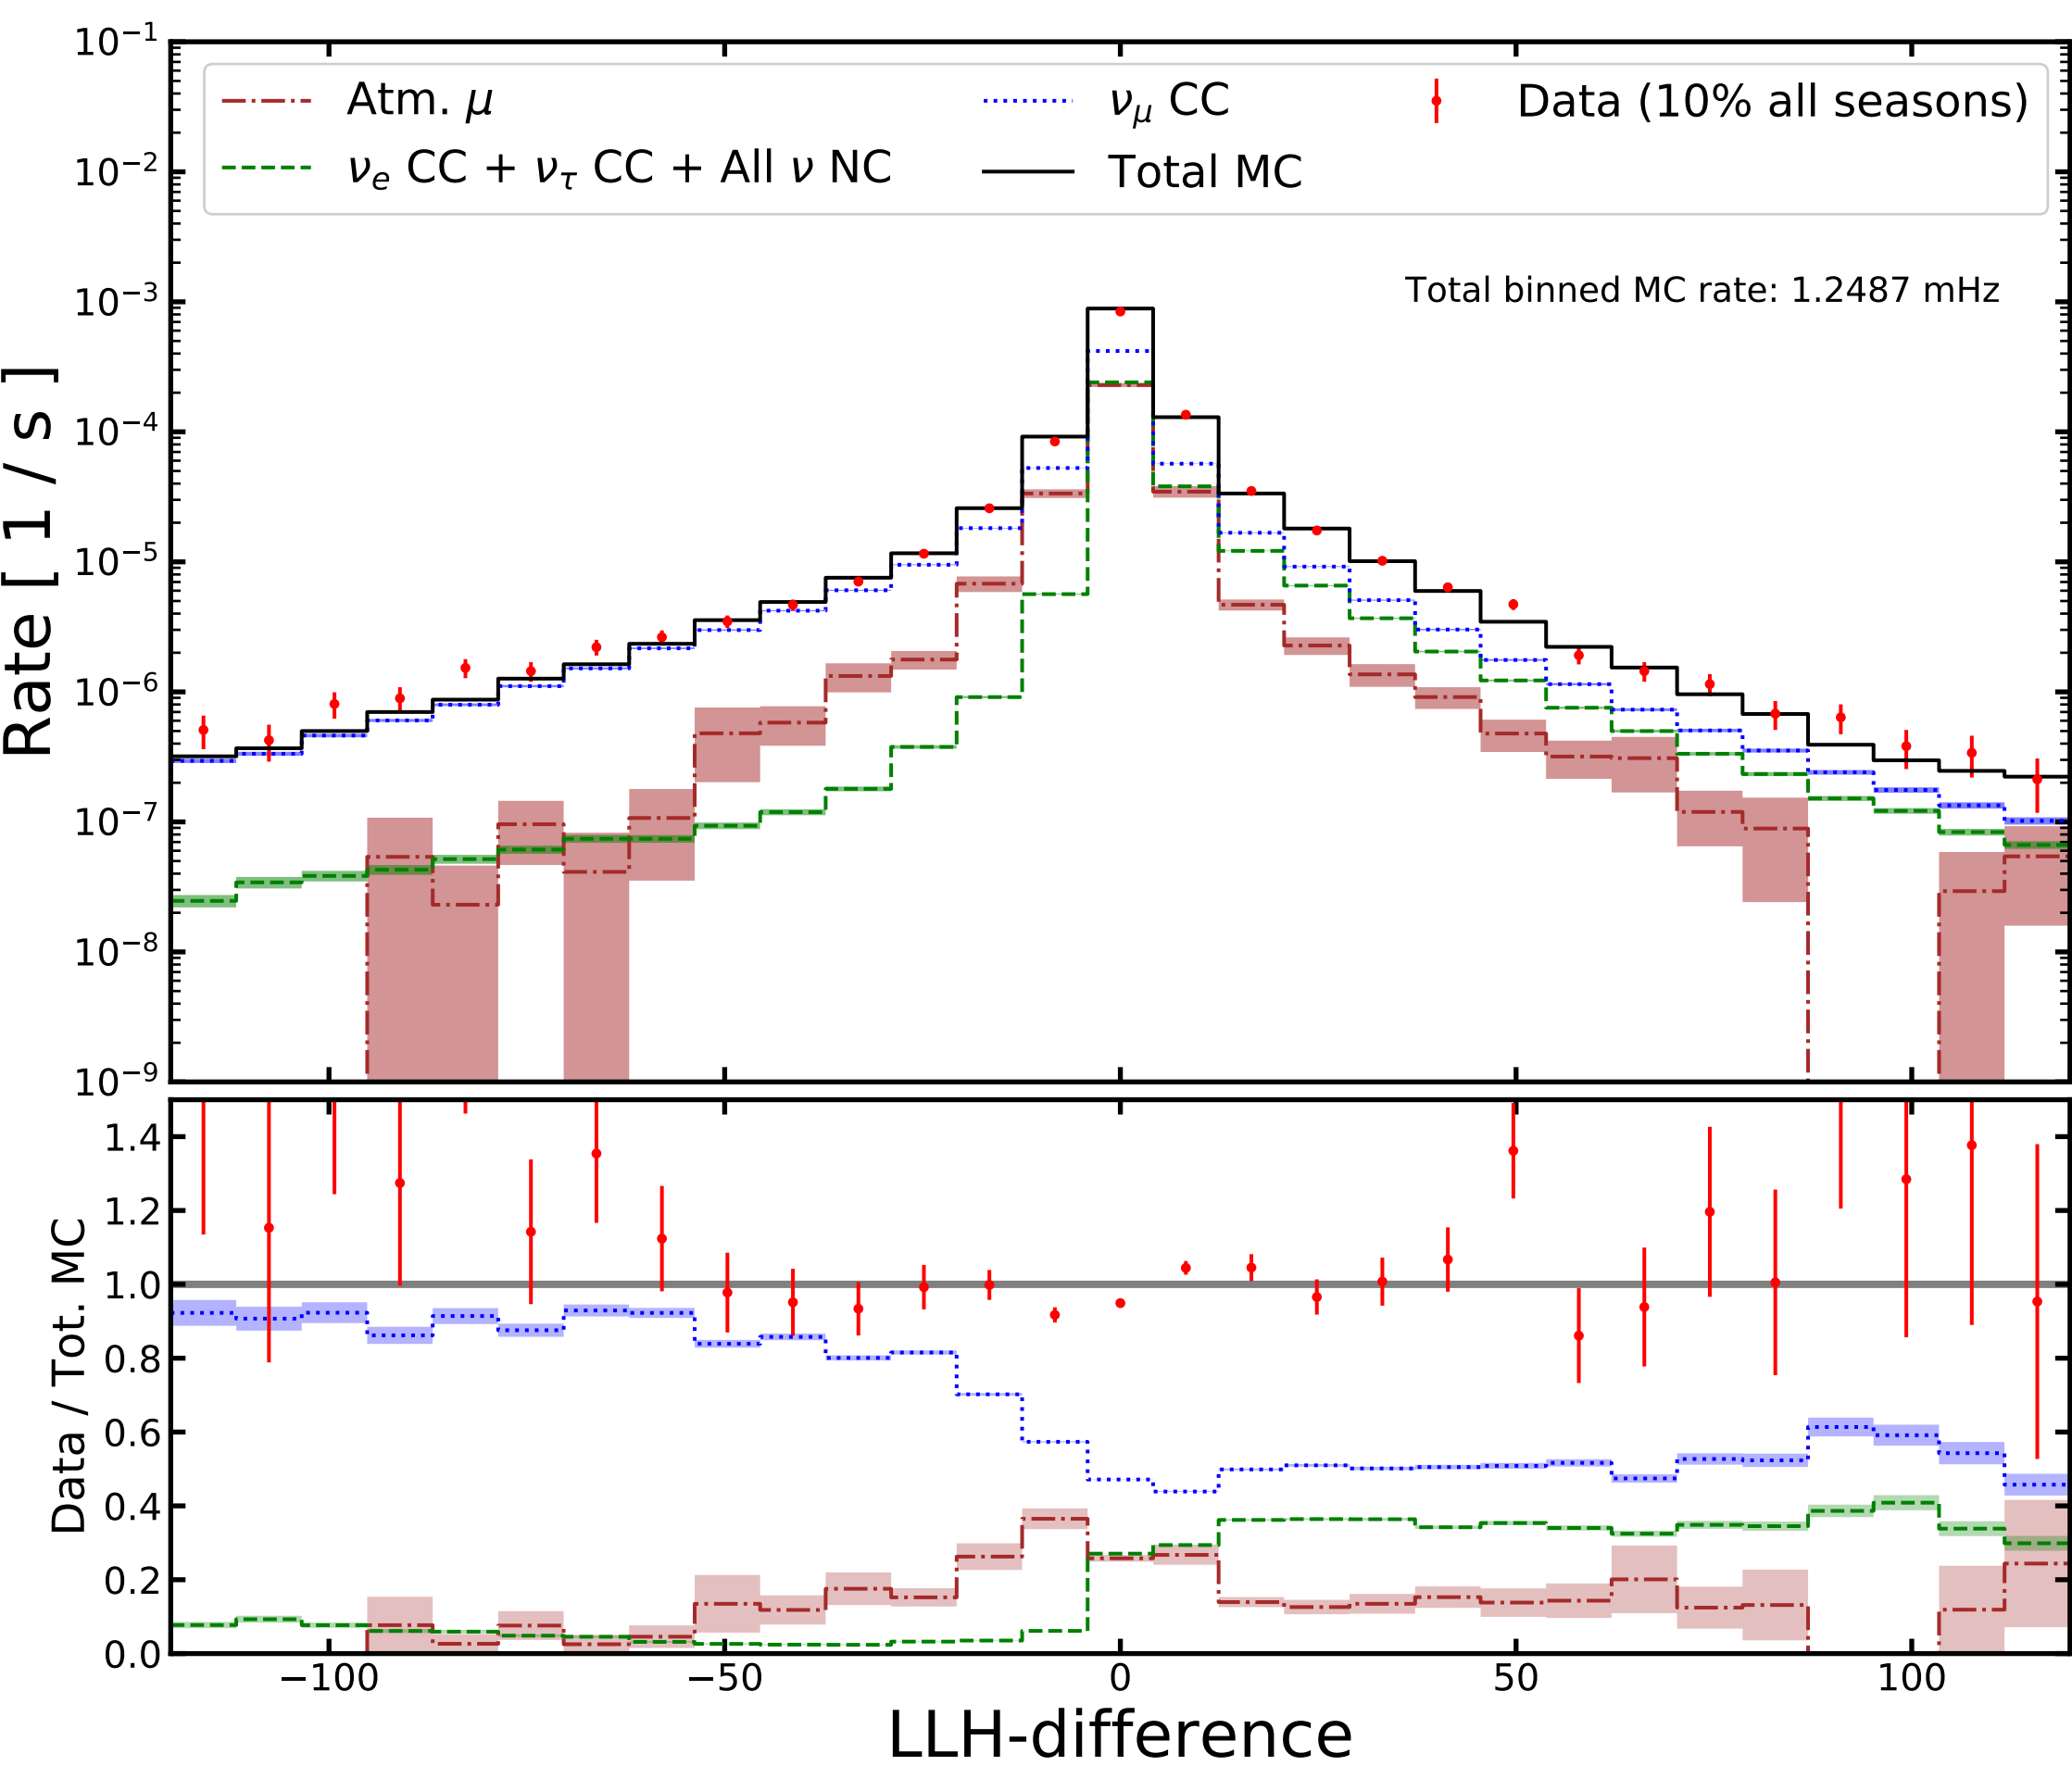 Atm. μ
ν_μ CC
Data (10% all seasons)
ν_e CC + ν_τ CC + All ν NC
Total MC
Total binned MC rate: 1.2487 mHz
Rate [ 1 / s ]
10⁻¹
10⁻²
10⁻³
10⁻⁴
10⁻⁵
10⁻⁶
10⁻⁷
10⁻⁸
10⁻⁹
Data / Tot. MC
1.4
1.2
1.0
0.8
0.6
0.4
0.2
0.0
−100 −50 0 50 100
LLH-difference